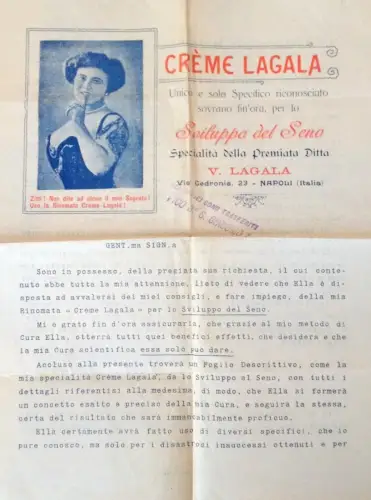 CRÈME LAGALA
Unico e solo Specifico riconosciuto
sovrano fin'ora, per lo
Sviluppo del Seno
Specialità della Premiata Ditta
V. LAGALA
Via Cedronia, 23 - NAPOLI (Italia)
Zitti! Non dite ad alcuno il mio Segreto!
Uso la Rinomata Crème-Lagala!
GENT.ma SIGN.a
Sono in possesso, della pregiata sua richiesta, il cui conte-
nuto ebbe tutta la mia attenzione, lieto di vedere che Ella è di-
sposta ad avvalersi dei miei consigli, e fare impiego, della mia
Rinomata "Creme Lagala" per lo Sviluppo del Seno.
Mi è grato fin'ora assicurarla, che grazie al mio metodo di
Cura Ella, otterrà tutti quei benefici effetti, che desidera e che
la mia Cura scientifica essa solo può dare.
Accluso alla presente troverà un Foglio Descrittivo, come la
mia specialità Crème Lagala, da lo Sviluppo al Seno, con tutti i
dettagli riferentisi alla medesima, di modo, che Ella si formerà
un concetto esatto e preciso della mia Cura, e seguirà la stessa,
certa del risultato che sarà immancabilmente proficuo.
Ella certamente avrà fatto uso di diversi specifici, che io
pure conosco, ma solo per i disastrosi insuccessi ottenuti e per